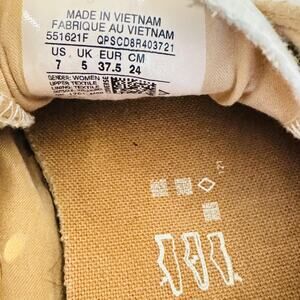 MADE IN VIETNAM
FABRIQUE AU VIETNAM
551621F QPSCD8R403721
US UK EUR CM
7 5 37.5 24
GENDER: WOMEN
UPPER: TEXTILE
LINING: TEXTILE